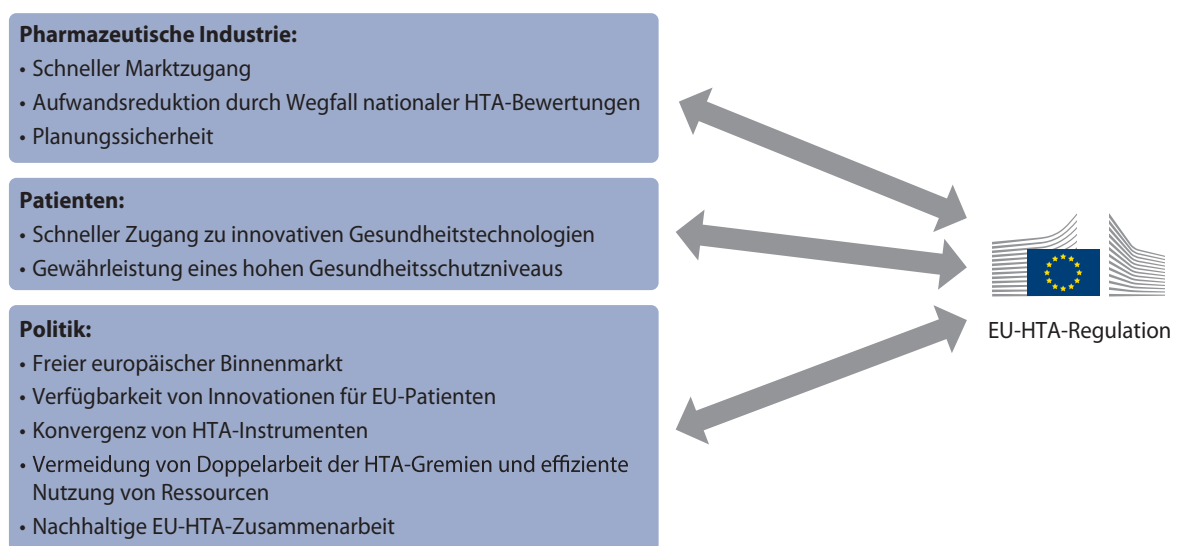 Pharmazeutische Industrie:
• Schneller Marktzugang
• Aufwandsreduktion durch Wegfall nationaler HTA-Bewertungen
• Planungssicherheit
Patienten:
• Schneller Zugang zu innovativen Gesundheitstechnologien
• Gewährleistung eines hohen Gesundheitsschutzniveaus
Politik:
• Freier europäischer Binnenmarkt
• Verfügbarkeit von Innovationen für EU-Patienten
• Konvergenz von HTA-Instrumenten
• Vermeidung von Doppelarbeit der HTA-Gremien und effiziente
Nutzung von Ressourcen
• Nachhaltige EU-HTA-Zusammenarbeit
EU-HTA-Regulation